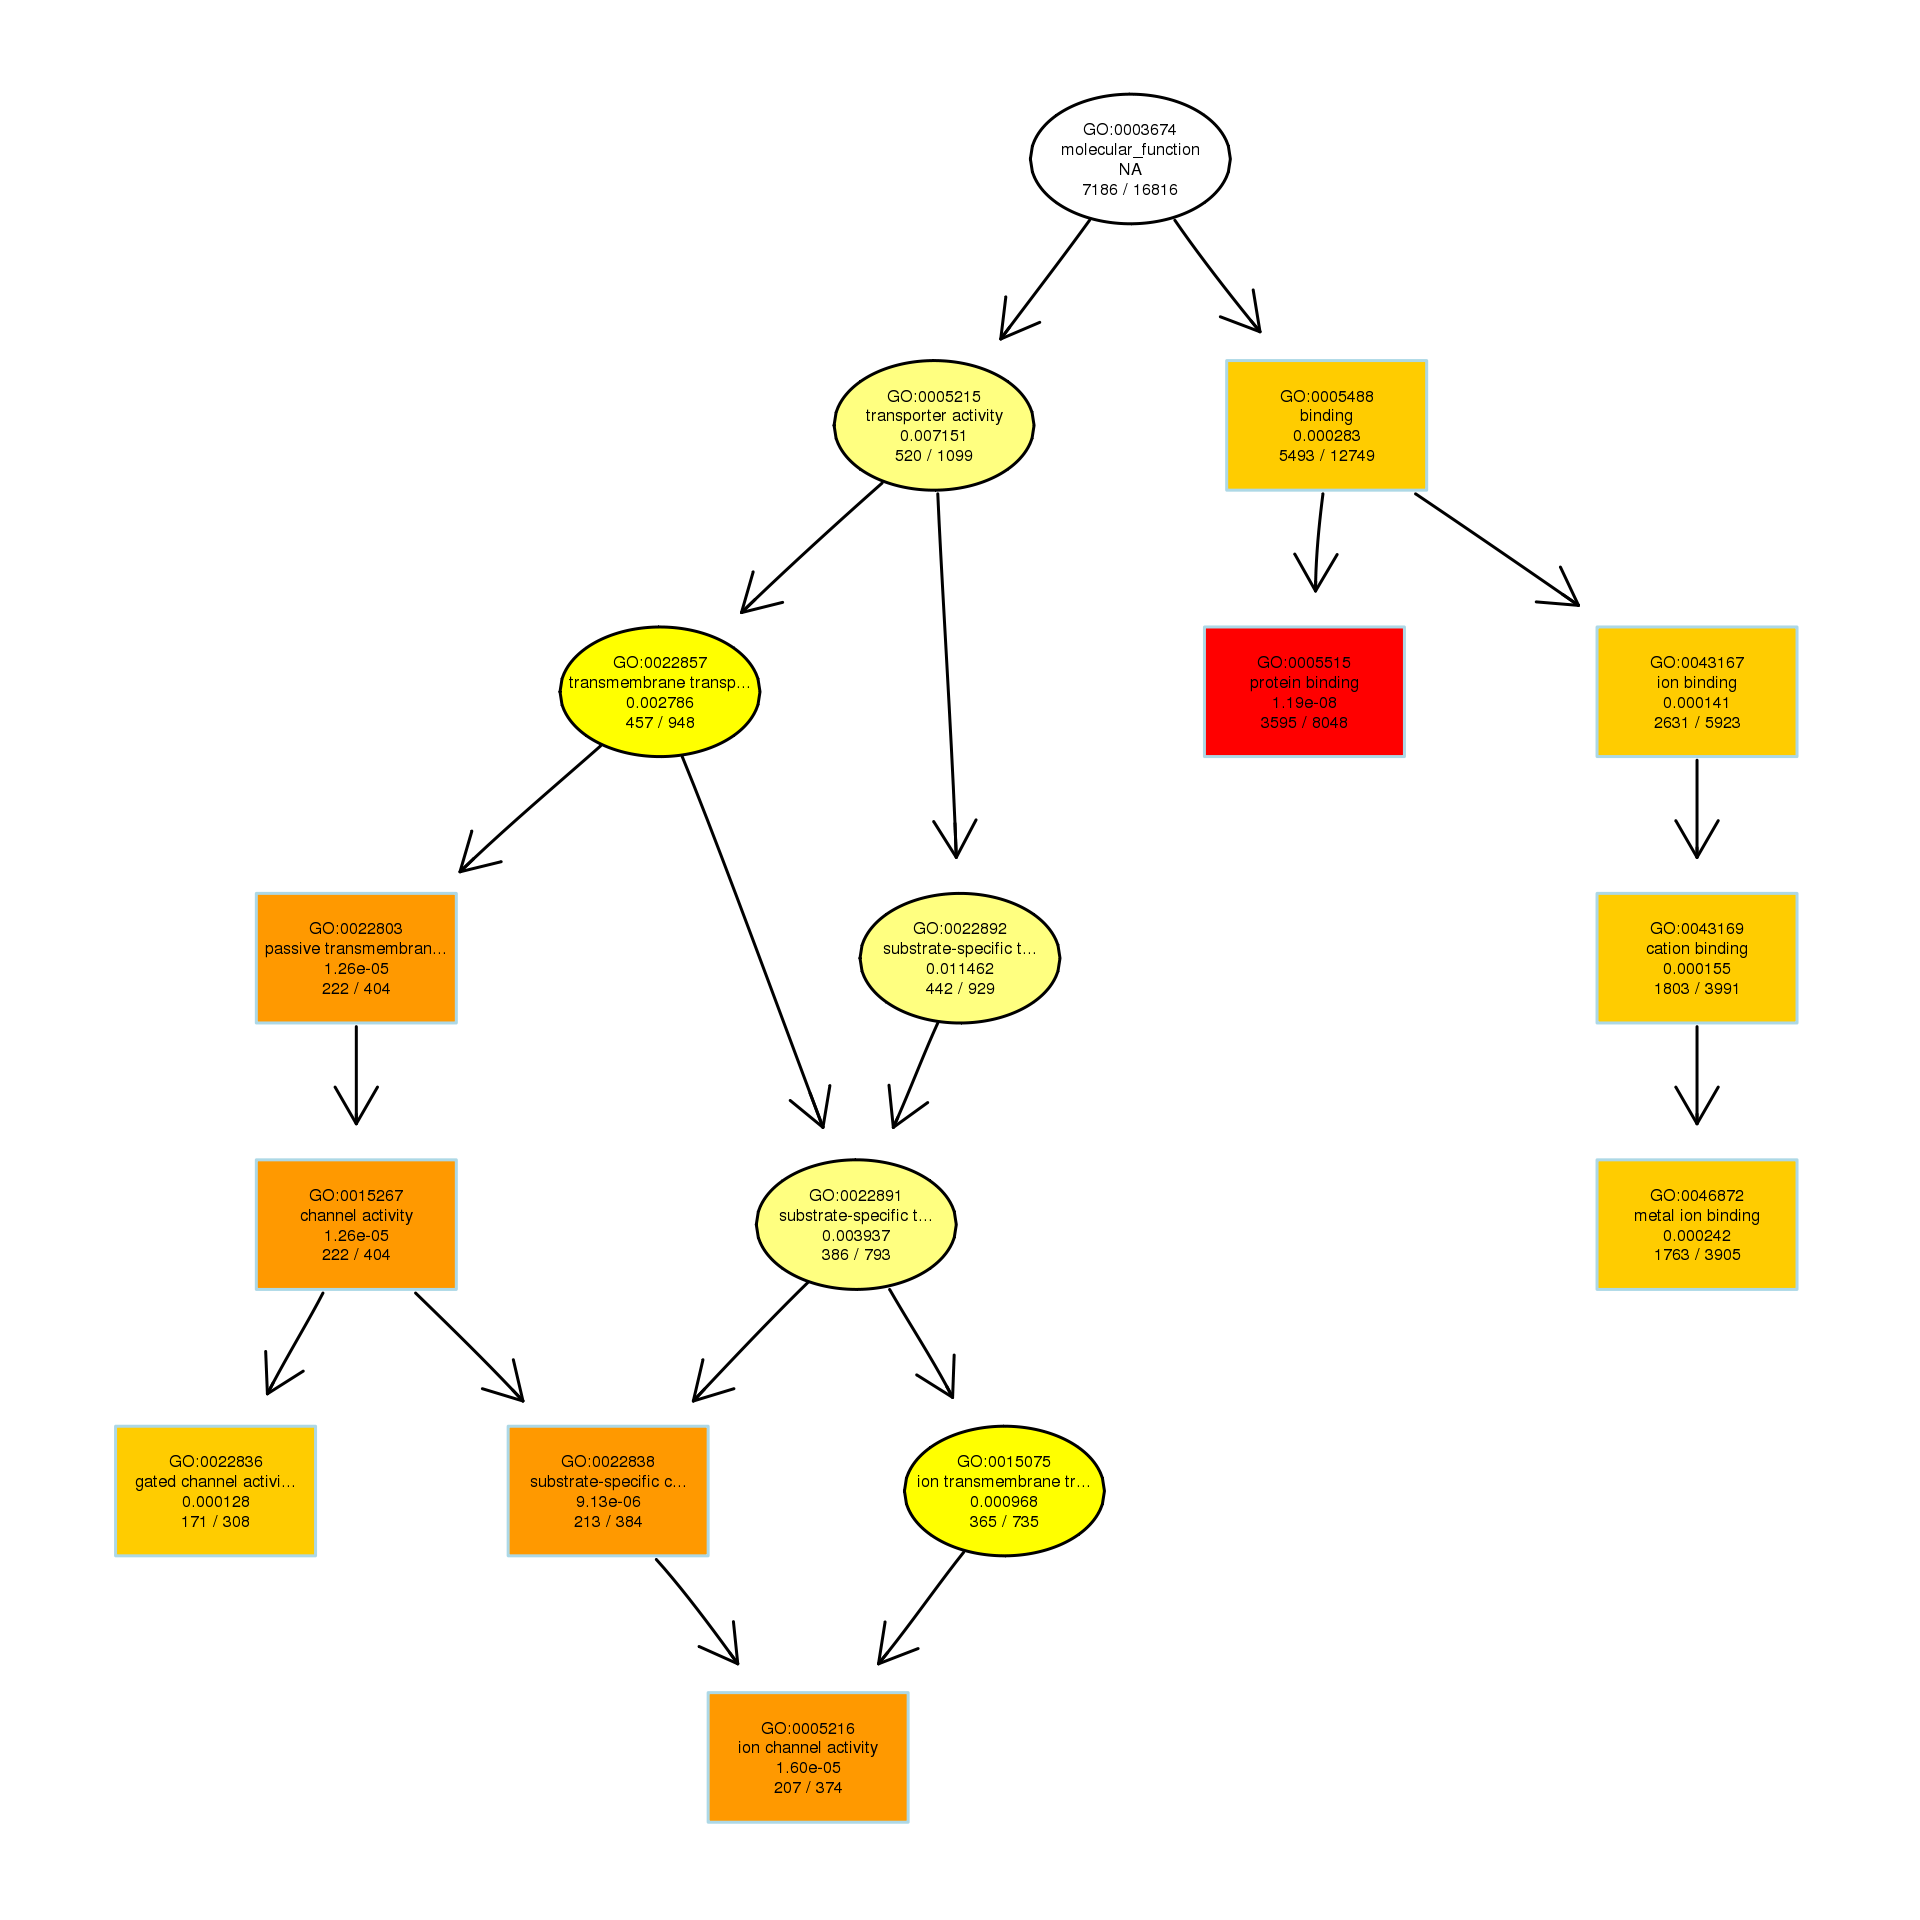 GO:0003674
molecular_function
NA
7186 / 16816
GO:0005215
transporter activity
0.007151
520 / 1099
GO:0005488
binding
0.000283
5493 / 12749
GO:0022857
transmembrane transp...
0.002786
457 / 948
GO:0005515
protein binding
1.19e-08
3595 / 8048
GO:0043167
ion binding
0.000141
2631 / 5923
GO:0022803
passive transmembran...
1.26e-05
222 / 404
GO:0022892
substrate-specific t...
0.011462
442 / 929
GO:0043169
cation binding
0.000155
1803 / 3991
GO:0015267
channel activity
1.26e-05
222 / 404
GO:0022891
substrate-specific t...
0.003937
386 / 793
GO:0046872
metal ion binding
0.000242
1763 / 3905
GO:0022836
gated channel activi...
0.000128
171 / 308
GO:0022838
substrate-specific c...
9.13e-06
213 / 384
GO:0015075
ion transmembrane tr...
0.000968
365 / 735
GO:0005216
ion channel activity
1.60e-05
207 / 374